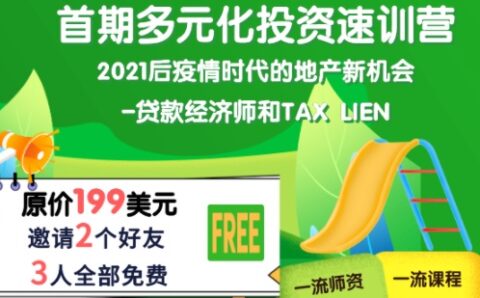 首期多元化投资速训营
2021后疫情时代的地产新机会
-贷款经济师和TAX LIEN
原价199美元
邀请2个好友
3人全部免费
FREE
一流师资
一流课程